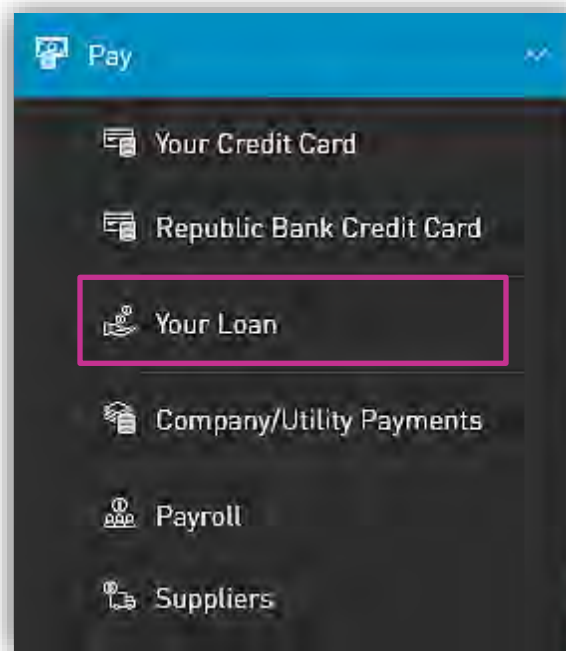 Pay
Your Credit Card
Republic Bank Credit Card
Your Loan
Company/Utility Payments
Payroll
Suppliers